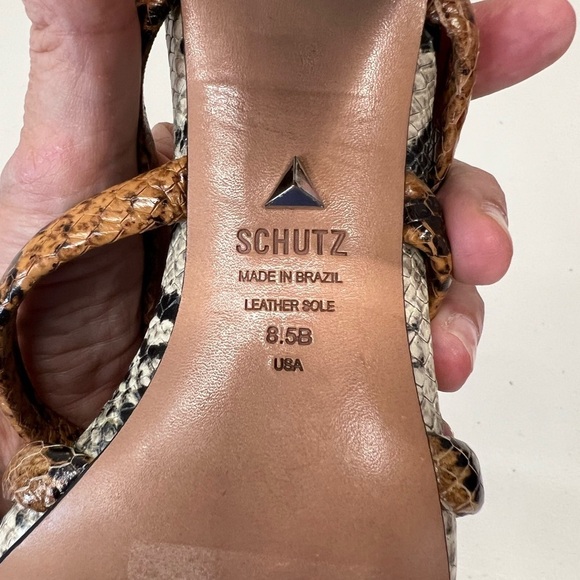 SCHUTZ
MADE IN BRAZIL
LEATHER SOLE
8.5B
USA